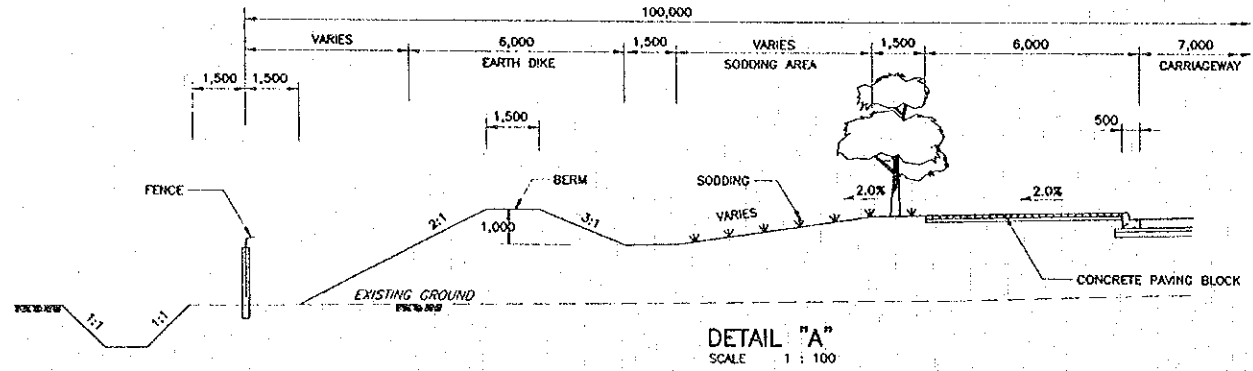 100,000
VARIES 6,000 1,500 VARIES 1,500 6,000 7,000
EARTH DIKE SODDING AREA CARRIAGEWAY
1,500 1,500
1,500 500
FENCE BERM SODDING 2.0% 2.0%
2:1 1,000 3:1 VARIES
CONCRETE PAVING BLOCK
EXISTING GROUND
1:1 1:1
DETAIL "A"
SCALE 1 : 100